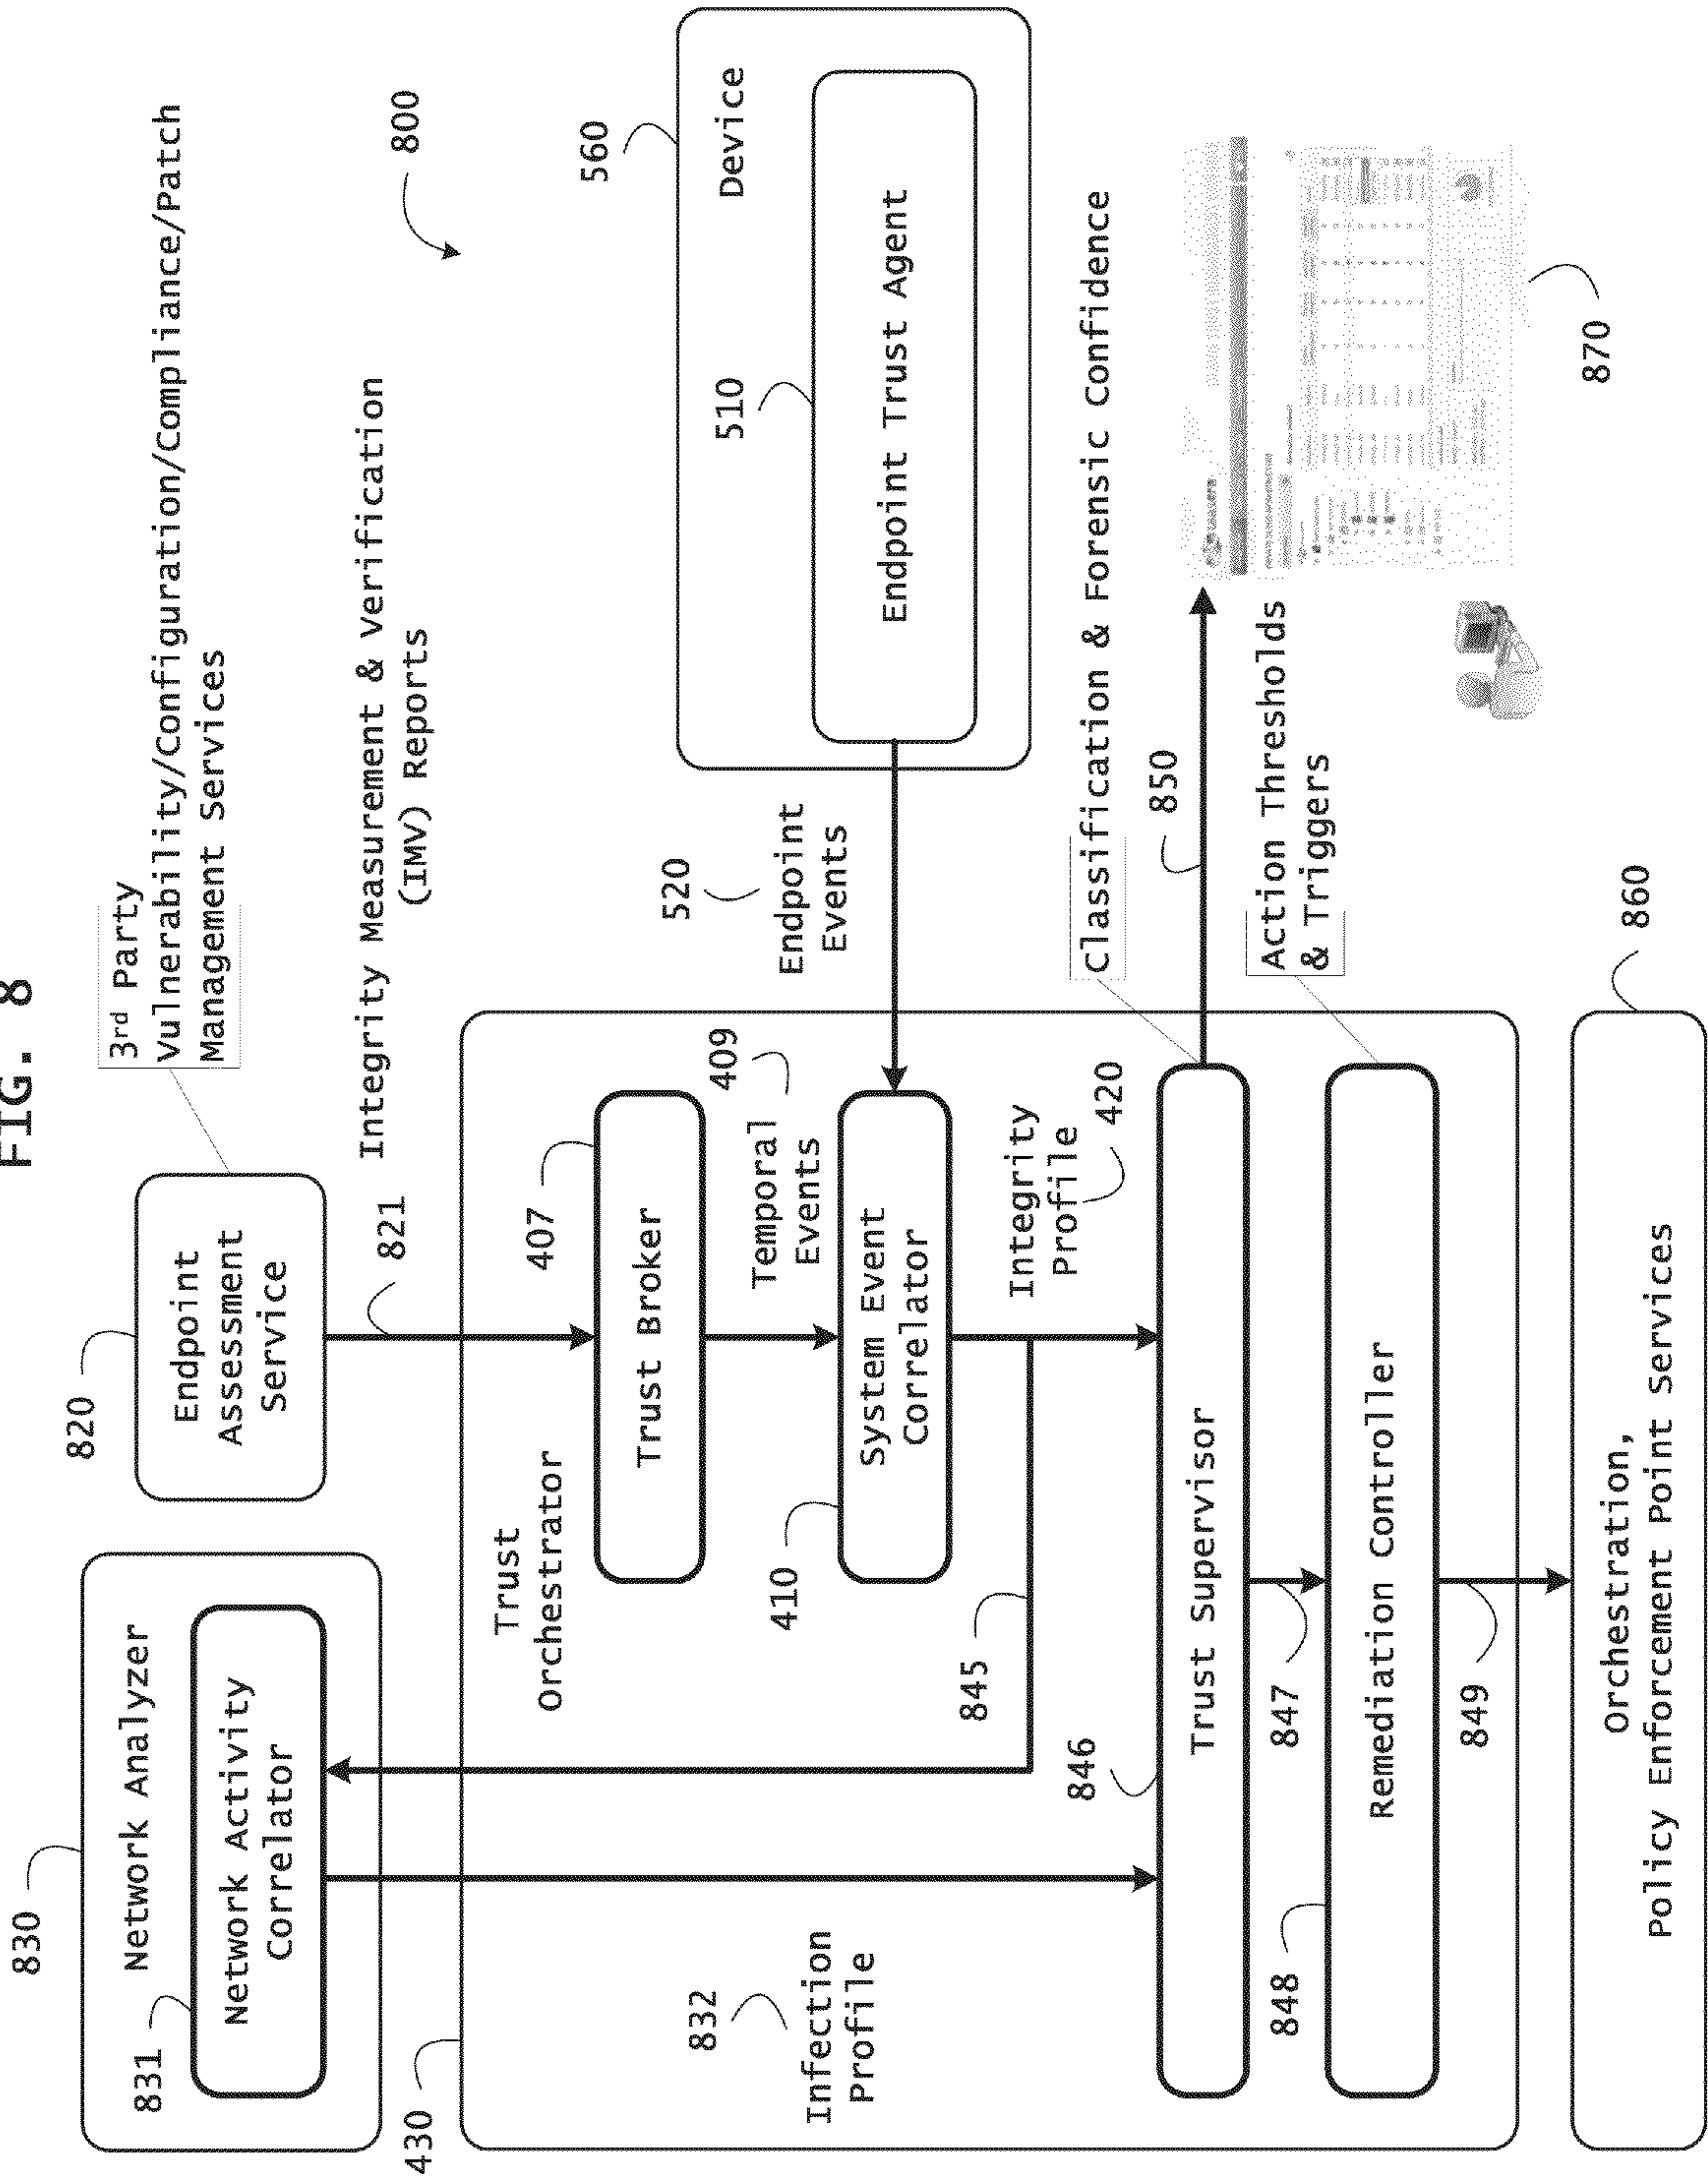 FIG. 8
830
Network Analyzer
831
Network Activity
Correlator
820
Endpoint
Assessment
Service
3rd Party
Vulnerability/Configuration/Compliance/Patch
Management Services
800
821
Integrity Measurement & Verification
(IMV) Reports
430
Trust
Orchestrator
407
Trust Broker
Temporal
Events
409
410
System Event
Correlator
520
Endpoint
Events
560
Device
510
Endpoint Trust Agent
832
Infection
Profile
845
Integrity
Profile
420
846
Trust Supervisor
Classification & Forensic Confidence
850
847
848
Remediation Controller
Action Thresholds
& Triggers
870
849
860
Orchestration,
Policy Enforcement Point Services